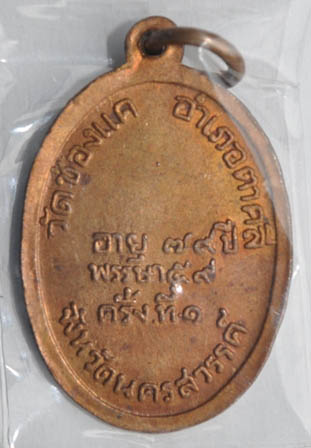 วัดช่องแค อำเภอตาคลี
อายุ ๗๔ ปี
พรรษา ๕๔
ครั้งที่ ๑
จังหวัดนครสวรรค์